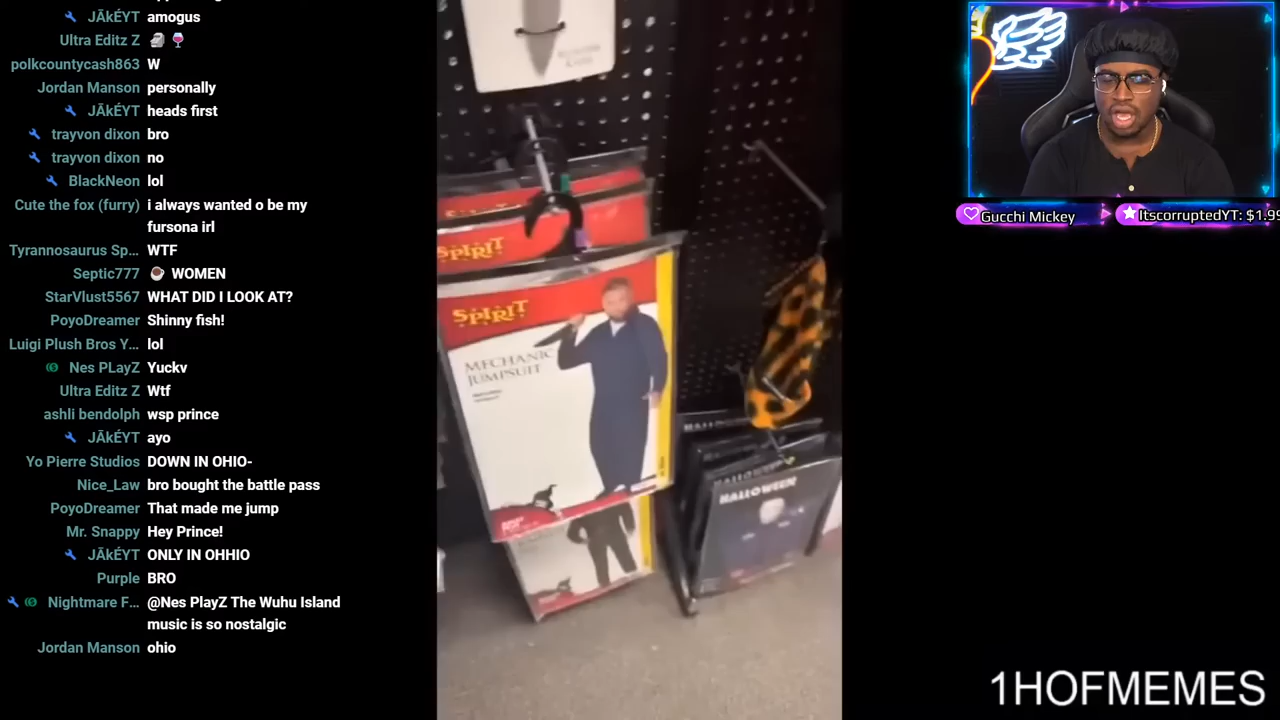 JÄkÉYT amogus
Ultra Editz Z 🗿🍷
polkcountycash863 W
Jordan Manson personally
JÄkÉYT heads first
trayvon dixon bro
trayvon dixon no
BlackNeon lol
Cute the fox (furry) i always wanted o be my
fursona irl
Tyrannosaurus Sp... WTF
Septic777 ☕ WOMEN
StarVlust5567 WHAT DID I LOOK AT?
PoyoDreamer Shinny fish!
Luigi Plush Bros Y... lol
Nes PLayZ Yuckv
Ultra Editz Z Wtf
ashli bendolph wsp prince
JÄkÉYT ayo
Yo Pierre Studios DOWN IN OHIO-
Nice_Law bro bought the battle pass
PoyoDreamer That made me jump
Mr. Snappy Hey Prince!
JÄkÉYT ONLY IN OHHIO
Purple BRO
Nightmare F... @Nes PlayZ The Wuhu Island
music is so nostalgic
Jordan Manson ohio
SPIRIT
SPIRIT
MECHANIC
JUMPSUIT
HALLOWEEN
Gucchi Mickey
ItscorruptedYT: $1.99
1HOFMEMES